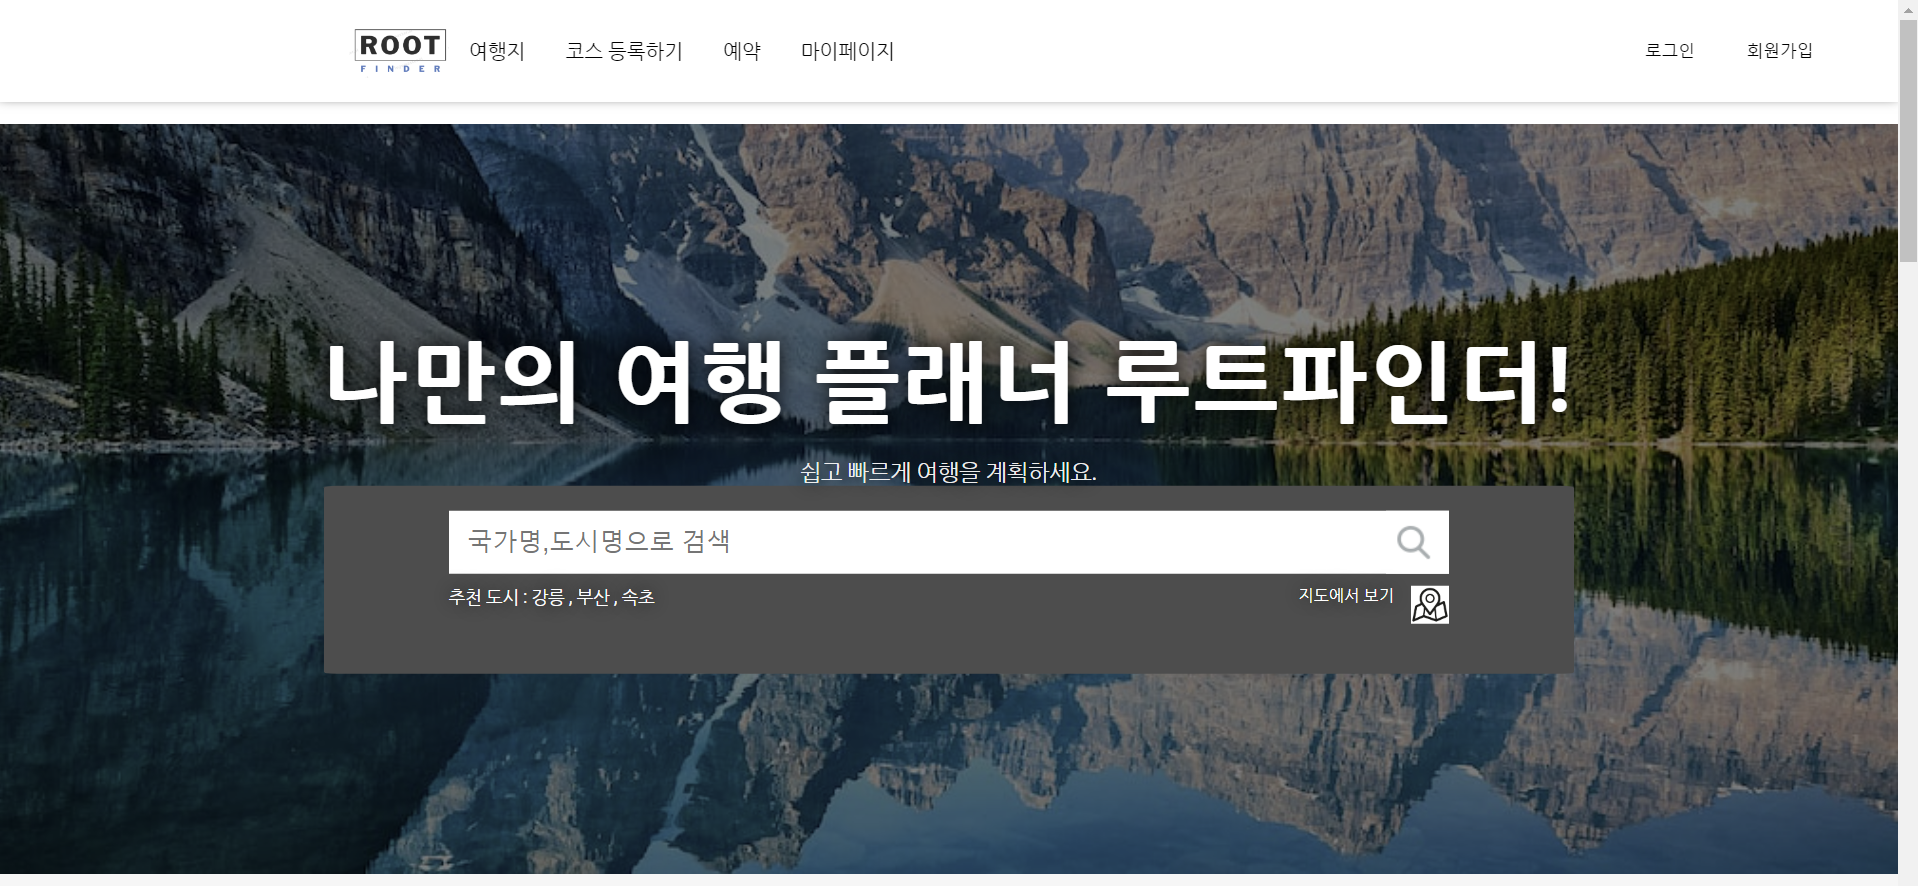 ROOT
FINDER
여행지 코스 등록하기 예약 마이페이지 로그인 회원가입
나만의 여행 플래너 루트파인더!
쉽고 빠르게 여행을 계획하세요.
국가명,도시명으로 검색
추천 도시 : 강릉 , 부산 , 속초 지도에서 보기